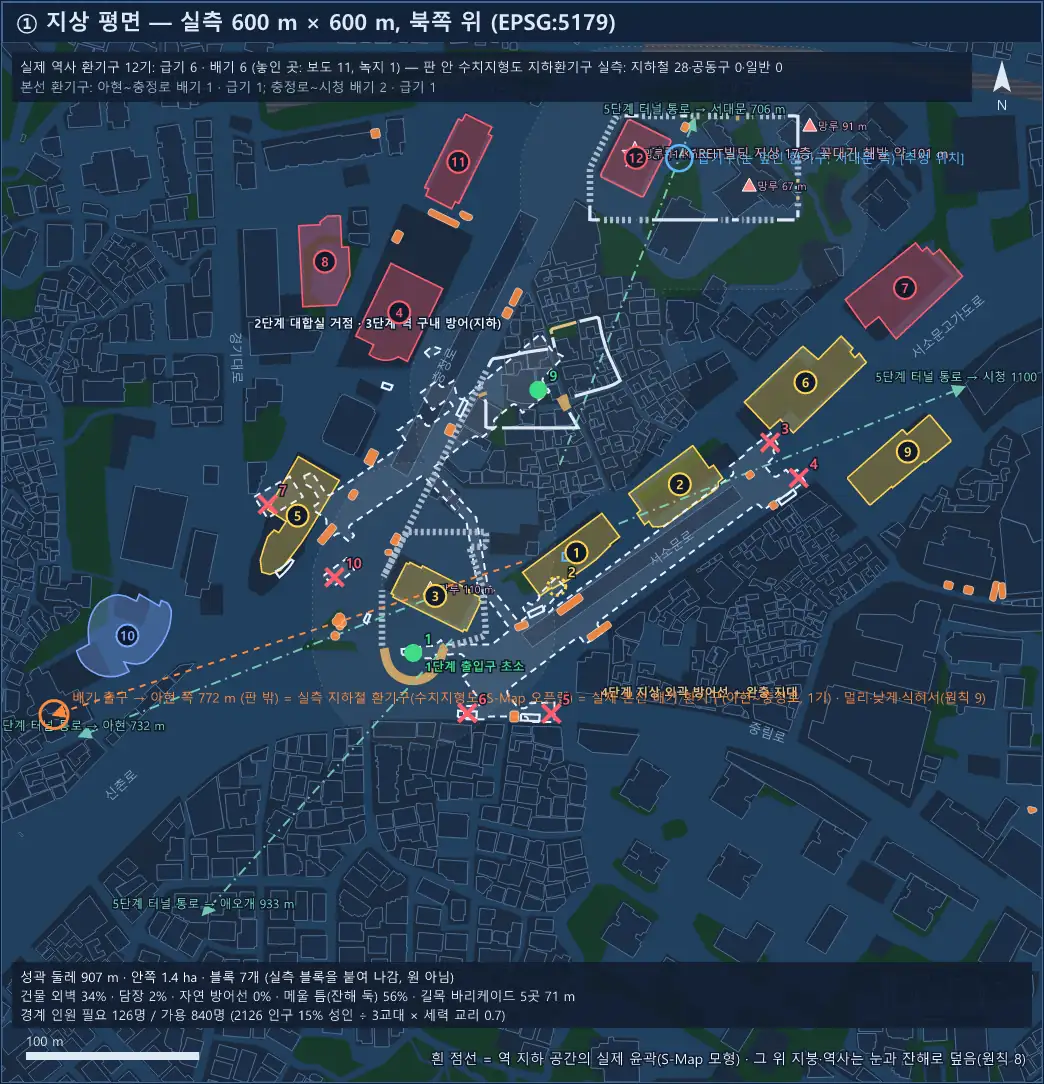 ① 지상 평면 — 실측 600 m × 600 m, 북쪽 위 (EPSG:5179)
실제 역사 환기구 12기: 급기 6 · 배기 6 (놓인 곳: 보도 11, 녹지 1) — 판 안 수치지형도 지하환기구 실측: 지하철 28·공동구 0·일반 0
본선 환기구: 아현~충정로 배기 1 · 급기 1; 충정로~시청 배기 2 · 급기 1
N
5단계 터널 통로 → 서대문 706 m
망루 91 m
12
망루 67 m
11
8
7
4
2단계 대합실 거점 · 3단계 역 구내 방어(지하)
경기대로
충정로
서소문고가도로
9
5단계 터널 통로 → 시청 1100
6
3
9
4
2
7
5
서소문로
1
2
10
3
망루 110 m
10
1
1단계 출입구 초소
4단계 지상 외곽 방어선
6
5
단계 터널 통로 → 아현 732 m
중림로
신촌로
5단계 터널 통로 → 애오개 933 m
성곽 둘레 907 m · 안쪽 1.4 ha · 블록 7개 (실측 블록을 붙여 나감, 원 아님)
건물 외벽 34% · 담장 2% · 자연 방어선 0% · 메울 틈(잔해 둑) 56% · 길목 바리케이드 5곳 71 m
경계 인원 필요 126명 / 가용 840명 (2126 인구 15% 성인 ÷ 3교대 × 세력 교리 0.7)
100 m
흰 점선 = 역 지하 공간의 실제 윤곽(S-Map 모형) · 그 위 지붕·역사는 눈과 잔해로 덮음(원칙 8)